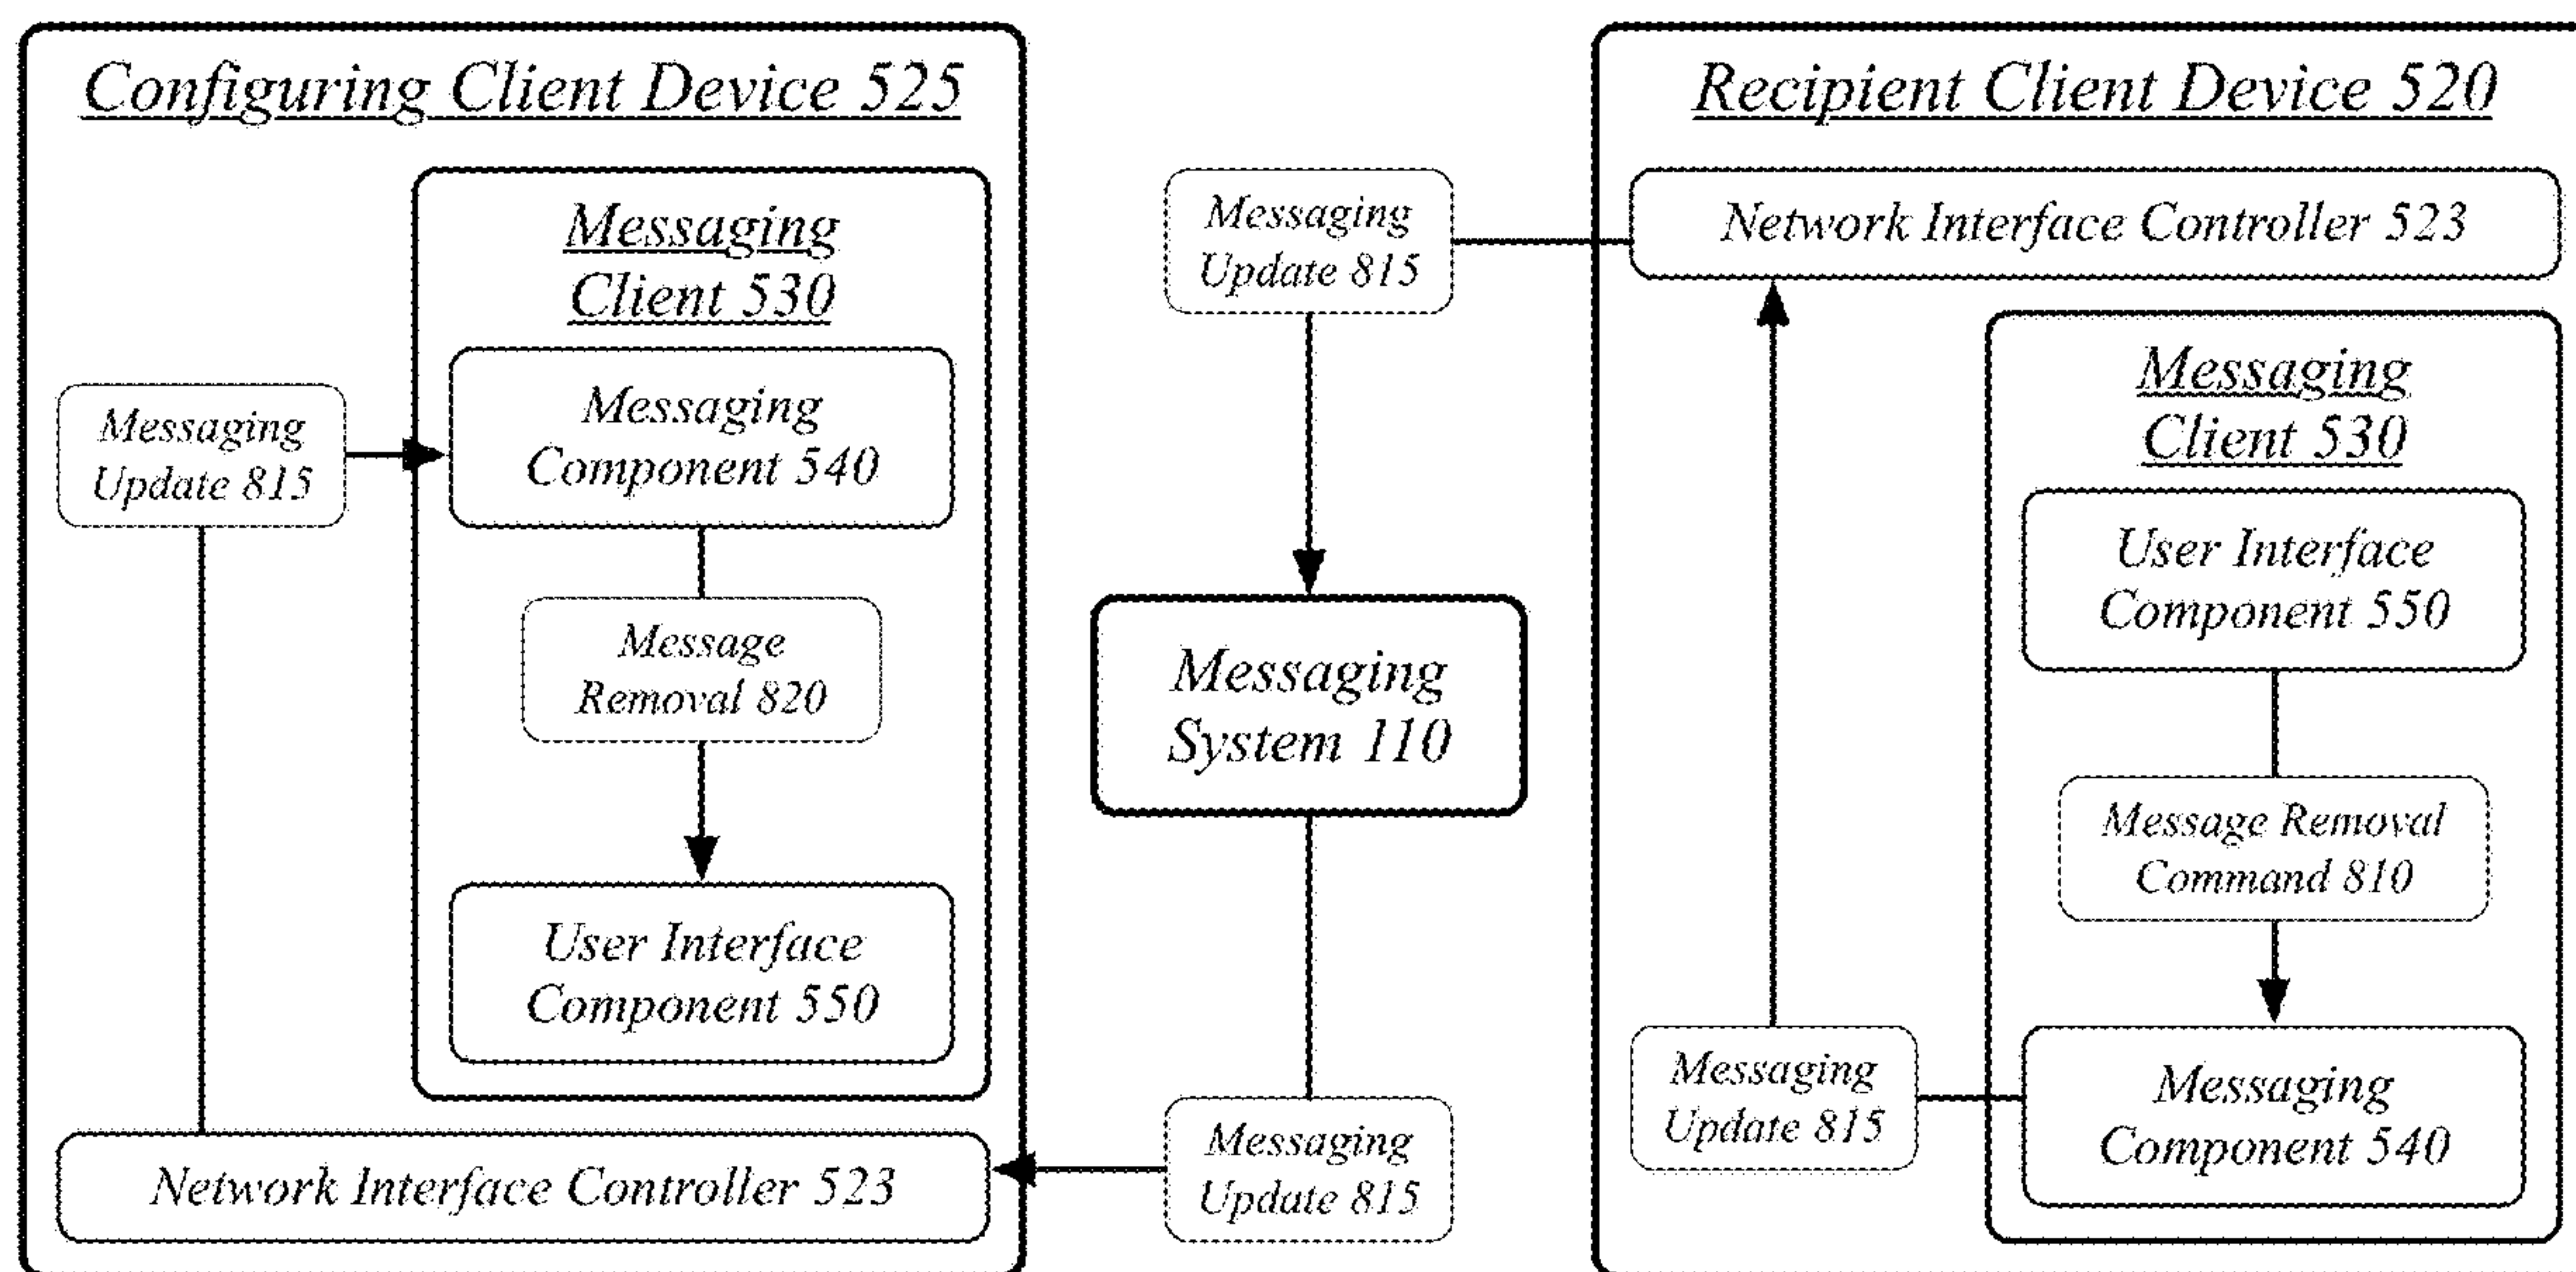 Configuring Client Device 525
Messaging
Client 530
Messaging
Update 815
Messaging
Component 540
Message
Removal 820
User Interface
Component 550
Network Interface Controller 523
Messaging
Update 815
Messaging
System 110
Messaging
Update 815
Recipient Client Device 520
Network Interface Controller 523
Messaging
Client 530
User Interface
Component 550
Message Removal
Command 810
Messaging
Update 815
Messaging
Component 540